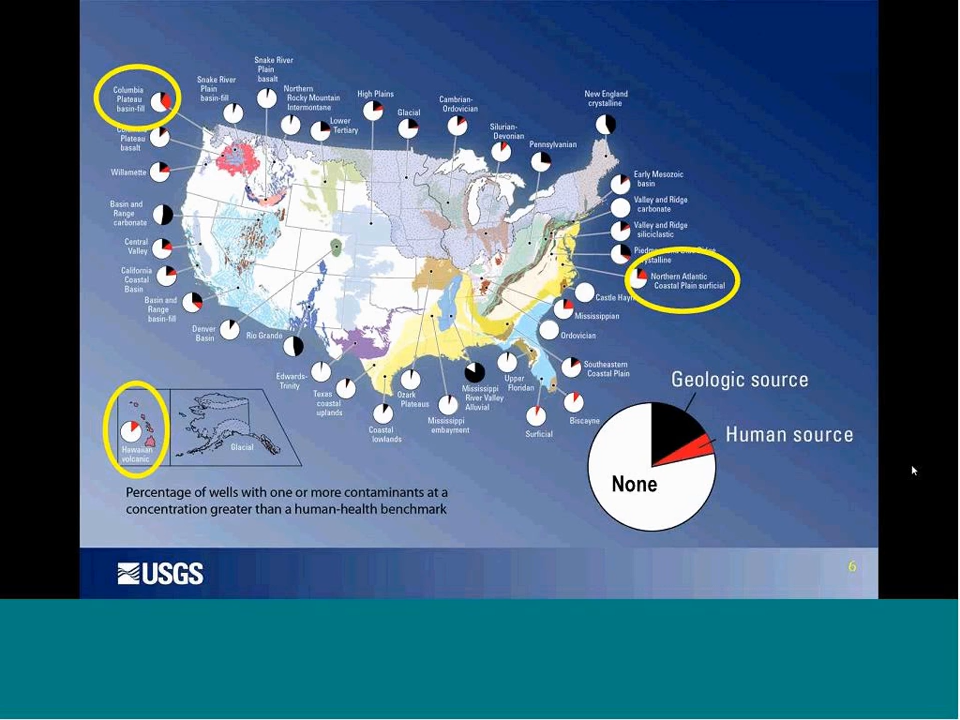 Snake River
Plain
basalt
Snake River
Plain
basin-fill
Columbia
Plateau
basin-fill
Northern
Rocky Mountain
Intermontane
High Plains
Glacial
Cambrian-
Ordovician
New England
crystalline
Lower
Tertiary
Silurian-
Devonian
Pennsylvanian
Plateau
basalt
Willamette
Early Mesozoic
basin
Valley and Ridge
carbonate
Basin and
Range
carbonate
Valley and Ridge
siliciclastic
Central
Valley
crystalline
California
Coastal
Basin
Northern Atlantic
Coastal Plain surficial
Basin and
Range
basin-fill
Castle Hayn
Mississippian
Denver
Basin
Rio Grande
Ordovician
Edwards-
Trinity
Texas
coastal
uplands
Ozark
Plateaus
Mississippi
River Valley
Alluvial
Upper
Floridan
Southeastern
Coastal Plain
Coastal
lowlands
Mississippi
embayment
Surficial
Biscayne
Hawaiian
volcanic
Glacial
Geologic source
Human source
None
Percentage of wells with one or more contaminants at a
concentration greater than a human-health benchmark
USGS
6